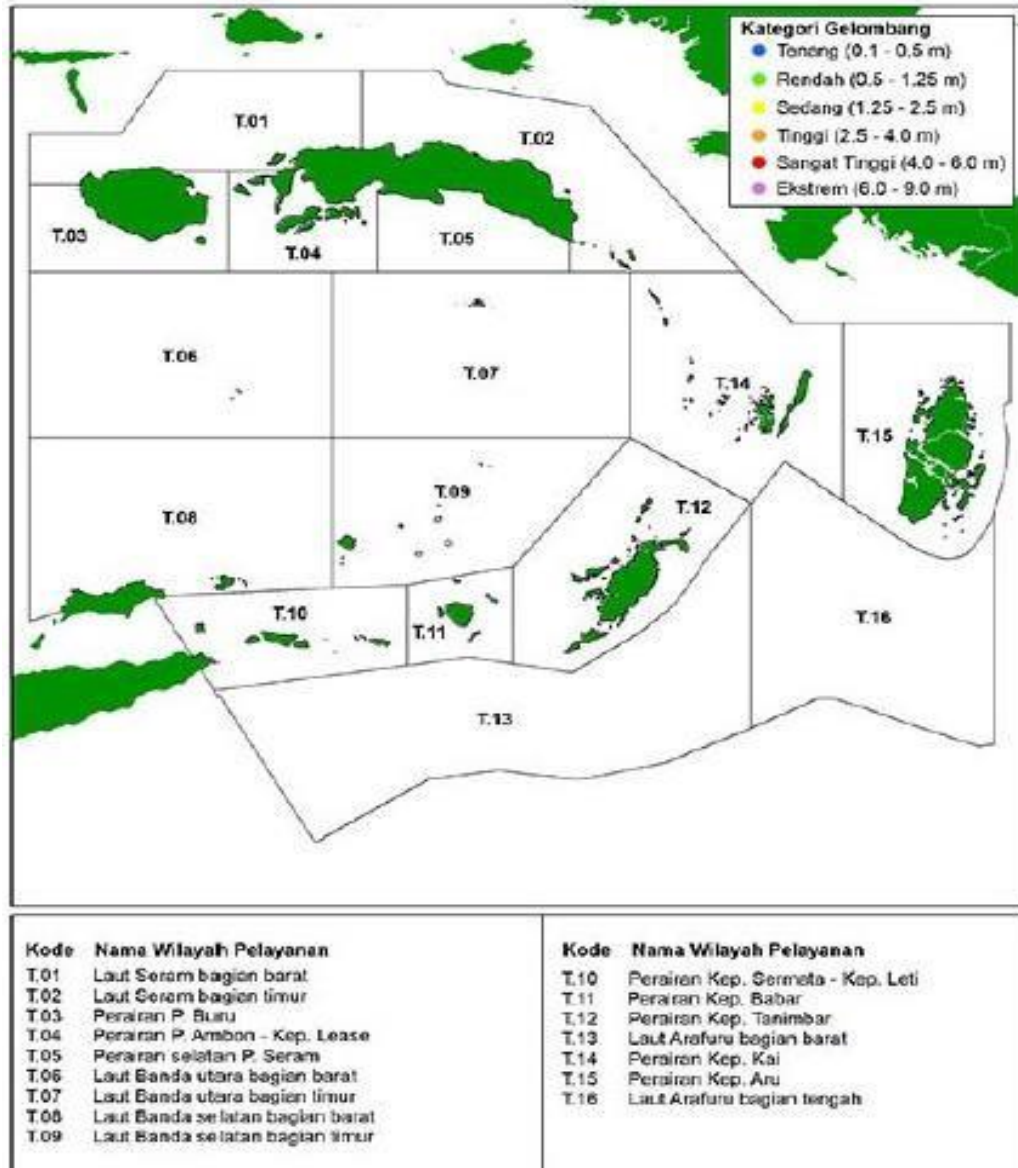 Kategori Gelombang
Tenang (0.1 - 0.5 m)
Rendah (0.5 - 1.25 m)
Sedang (1.25 - 2.5 m)
Tinggi (2.5 - 4.0 m)
Sangat Tinggi (4.0 - 6.0 m)
Ekstrem (6.0 - 9.0 m)
T.01
T.02
T.03
T.04
T.05
T.06
T.07
T.14
T.15
T.08
T.09
T.12
T.10
T.11
T.16
T.13
Kode Nama Wilayah Pelayanan
T.01 Laut Seram bagian barat
T.02 Laut Seram bagian timur
T.03 Perairan P. Buru
T.04 Perairan P. Ambon - Kep. Lease
T.05 Perairan selatan P. Seram
T.06 Laut Banda utara bagian barat
T.07 Laut Banda utara bagian timur
T.08 Laut Banda selatan bagian barat
T.09 Laut Banda selatan bagian timur
Kode Nama Wilayah Pelayanan
T.10 Perairan Kep. Sermata - Kep. Leti
T.11 Perairan Kep. Babar
T.12 Perairan Kep. Tanimbar
T.13 Laut Arafuru bagian barat
T.14 Perairan Kep. Kai
T.15 Perairan Kep. Aru
T.16 Laut Arafuru bagian tengah